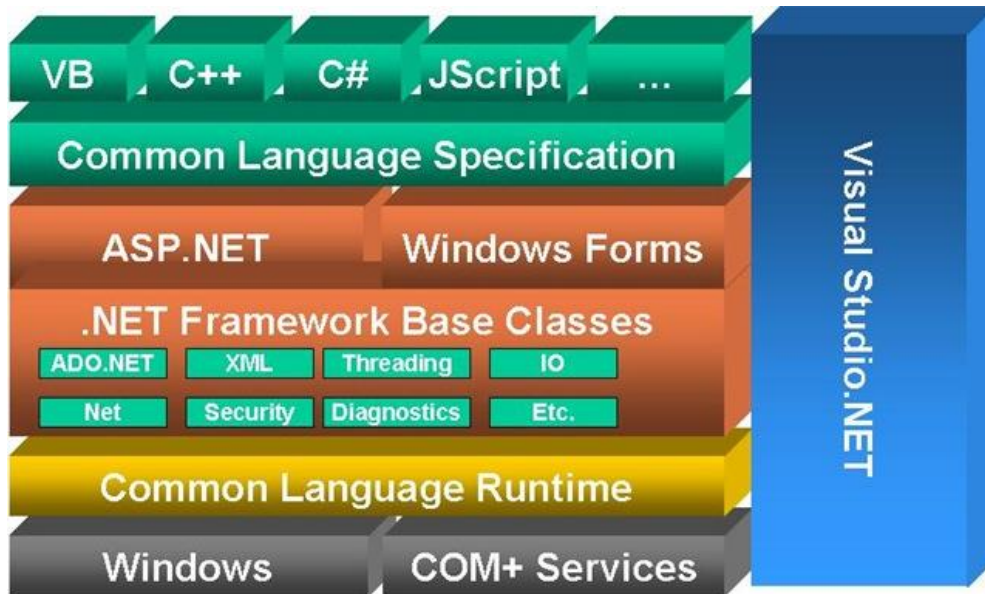 VB C++ C# JScript ...
Common Language Specification
ASP.NET Windows Forms
.NET Framework Base Classes
ADO.NET XML Threading IO
Net Security Diagnostics Etc.
Common Language Runtime
Windows COM+ Services
Visual Studio.NET